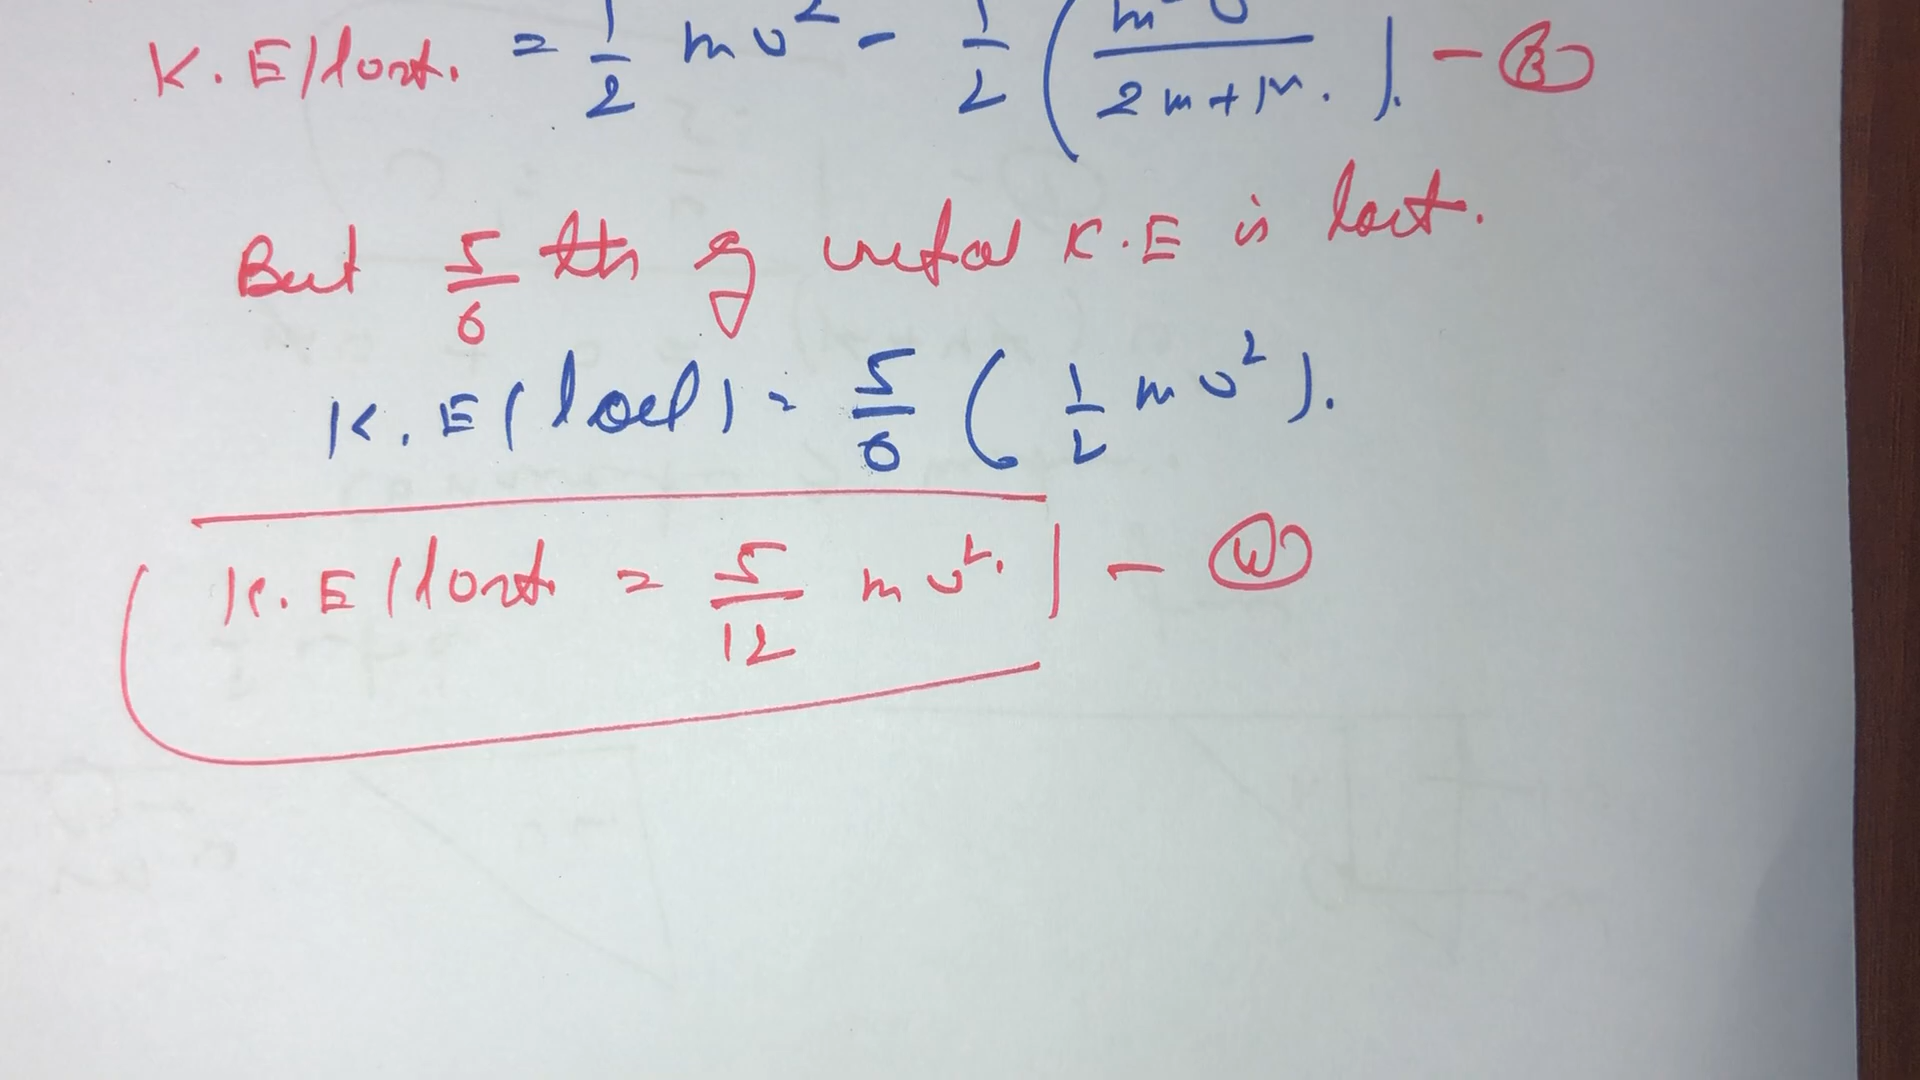 K.E/lost. = 1/2 mv² - 1/2 (m²v/2m+M.). - (3)
But 5/6 th of initial K.E is lost.
K.E(lost) = 5/6 (1/2 mv²).
K.E/lost. = 5/12 mv². - (4)